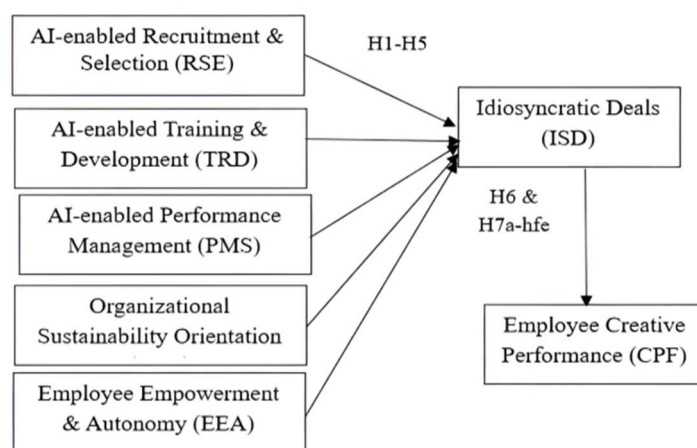 AI-enabled Recruitment &
Selection (RSE)
H1-H5
AI-enabled Training &
Development (TRD)
Idiosyncratic Deals
(ISD)
AI-enabled Performance
Management (PMS)
H6 &
H7a-hfe
Organizational
Sustainability Orientation
Employee Creative
Performance (CPF)
Employee Empowerment
& Autonomy (EEA)